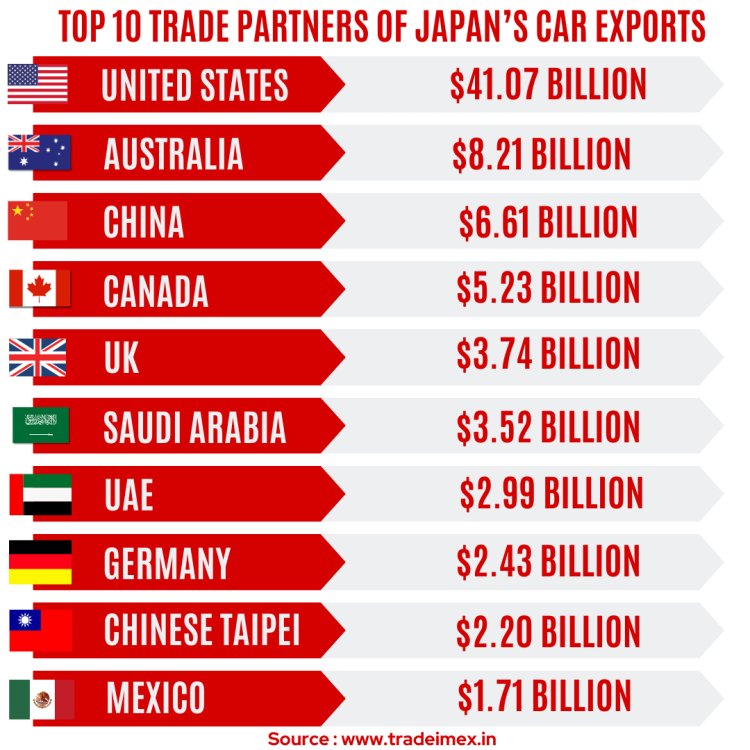 TOP 10 TRADE PARTNERS OF JAPAN'S CAR EXPORTS
UNITED STATES $41.07 BILLION
AUSTRALIA $8.21 BILLION
CHINA $6.61 BILLION
CANADA $5.23 BILLION
UK $3.74 BILLION
SAUDI ARABIA $3.52 BILLION
UAE $2.99 BILLION
GERMANY $2.43 BILLION
CHINESE TAIPEI $2.20 BILLION
MEXICO $1.71 BILLION
Source : www.tradeimex.in